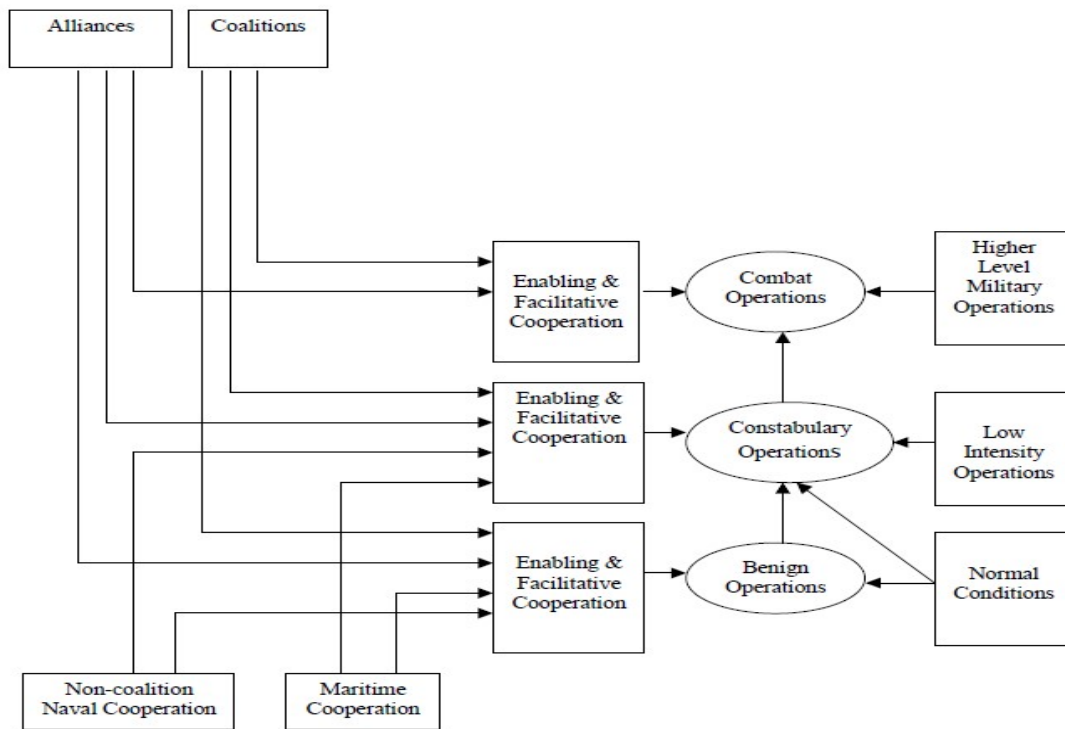 Alliances
Coalitions
Enabling &
Facilitative
Cooperation
Combat
Operations
Higher
Level
Military
Operations
Enabling &
Facilitative
Cooperation
Constabulary
Operations
Low
Intensity
Operations
Enabling &
Facilitative
Cooperation
Benign
Operations
Normal
Conditions
Non-coalition
Naval Cooperation
Maritime
Cooperation